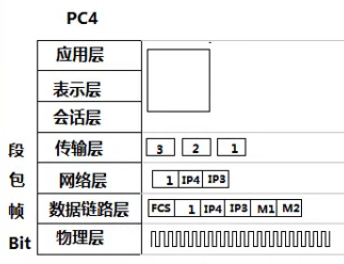 PC4
应用层
表示层
会话层
段 传输层 3 2 1
包 网络层 1 IP4 IP3
帧 数据链路层 FCS 1 IP4 IP3 M1 M2
Bit 物理层